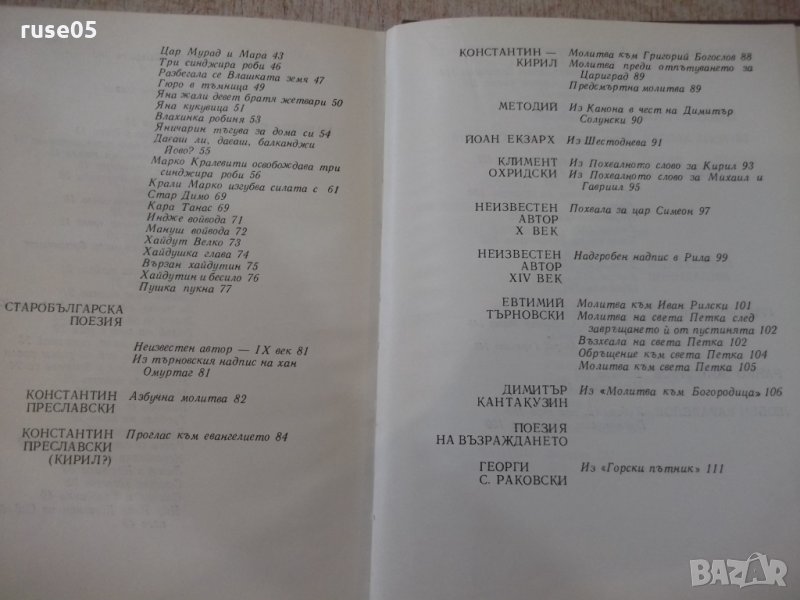 ruse05
Цар Мурад и Мара 43
Три синджира роби 46
Разбегала се Влашката земя 47
Гюро в тъмница 49
Яна жали девет братя жетвари 50
Яна кукувица 51
Влахинка робиня 53
Яничарин тъгува за дома си 54
Даваш ли, даваш, балканджи
Йово? 55
Марко Кралевити освобождава три
синджира роби 56
Крали Марко изгубва силата с 61
Стар Димо 69
Кара Танас 69
Индже войвода 71
Мануш войвода 72
Хайдут Велко 73
Хайдушка глава 74
Вързан хайдутин 75
Хайдутин и бесило 76
Пушка пукна 77
СТАРОБЪЛГАРСКА
ПОЕЗИЯ
Неизвестен автор — IX век 81
Из търновския надпис на хан
Омуртаг 81
КОНСТАНТИН
ПРЕСЛАВСКИ
Азбучна молитва 82
КОНСТАНТИН
ПРЕСЛАВСКИ
(КИРИЛ?)
Проглас към евангелието 84
КОНСТАНТИН —
КИРИЛ
Молитва към Григорий Богослов 88
Молитва преди отпътуването за
Цариград 89
Предсмъртна молитва 89
МЕТОДИЙ
Из Канона в чест на Димитър
Солунски 90
ЙОАН ЕКЗАРХ
Из Шестоднева 91
КЛИМЕНТ
ОХРИДСКИ
Из Похвалното слово за Кирил 93
Из Похвалното слово за Михаил и
Гавриил 95
НЕИЗВЕСТЕН
АВТОР
X ВЕК
Похвала за цар Симеон 97
НЕИЗВЕСТЕН
АВТОР
XIV ВЕК
Надгробен надпис в Рила 99
ЕВТИМИЙ
ТЪРНОВСКИ
Молитва към Иван Рилски 101
Молитва на света Петка след
завръщането ѝ от пустинята 102
Възхвала на света Петка 102
Обръщение към света Петка 104
Молитва към света Петка 105
ДИМИТЪР
КАНТАКУЗИН
Из «Молитва към Богородица» 106
ПОЕЗИЯ
НА ВЪЗРАЖДАНЕТО
ГЕОРГИ
С. РАКОВСКИ
Из «Горски пътник» 111
BAZAR
.bg